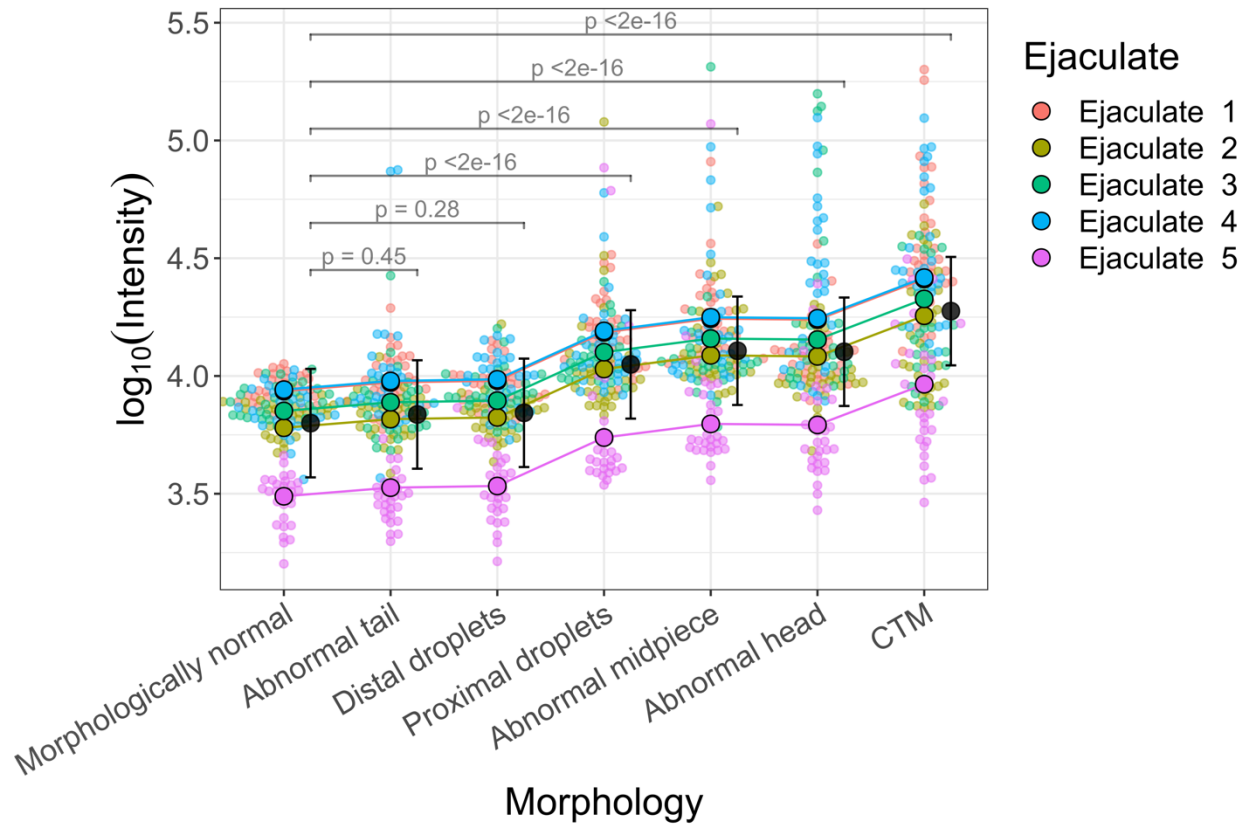 5.5
5.0
4.5
4.0
3.5
log10(Intensity)
p <2e-16
p <2e-16
p <2e-16
p <2e-16
p = 0.28
p = 0.45
Morphologically normal
Abnormal tail
Distal droplets
Proximal droplets
Abnormal midpiece
Abnormal head
CTM
Morphology
Ejaculate
Ejaculate 1
Ejaculate 2
Ejaculate 3
Ejaculate 4
Ejaculate 5